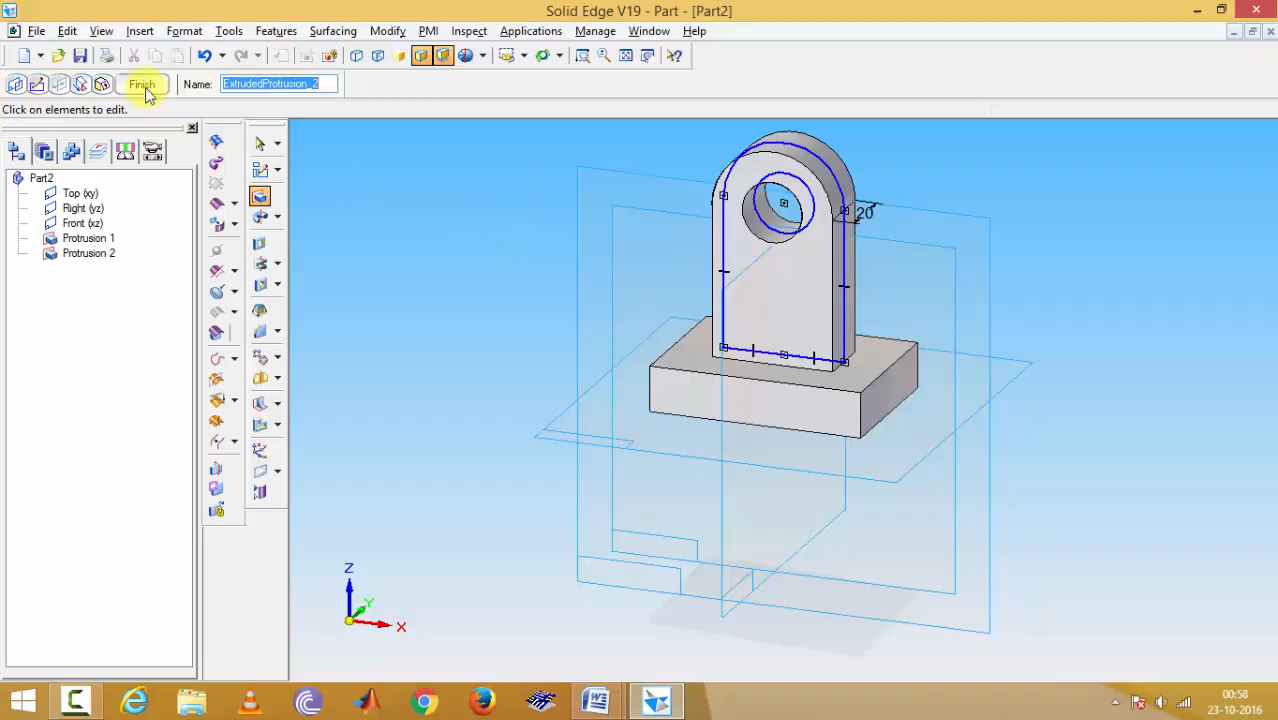 Solid Edge V19 - Part - [Part2]
File Edit View Insert Format Tools Features Surfacing Modify PMI Inspect Applications Manage Window Help
Finish Name: ExtrudedProtrusion_2
Click on elements to edit.
Part2
Top (xy)
Right (yz)
Front (xz)
Protrusion 1
Protrusion 2
20
Z
Y
X
00:58
23-10-2016